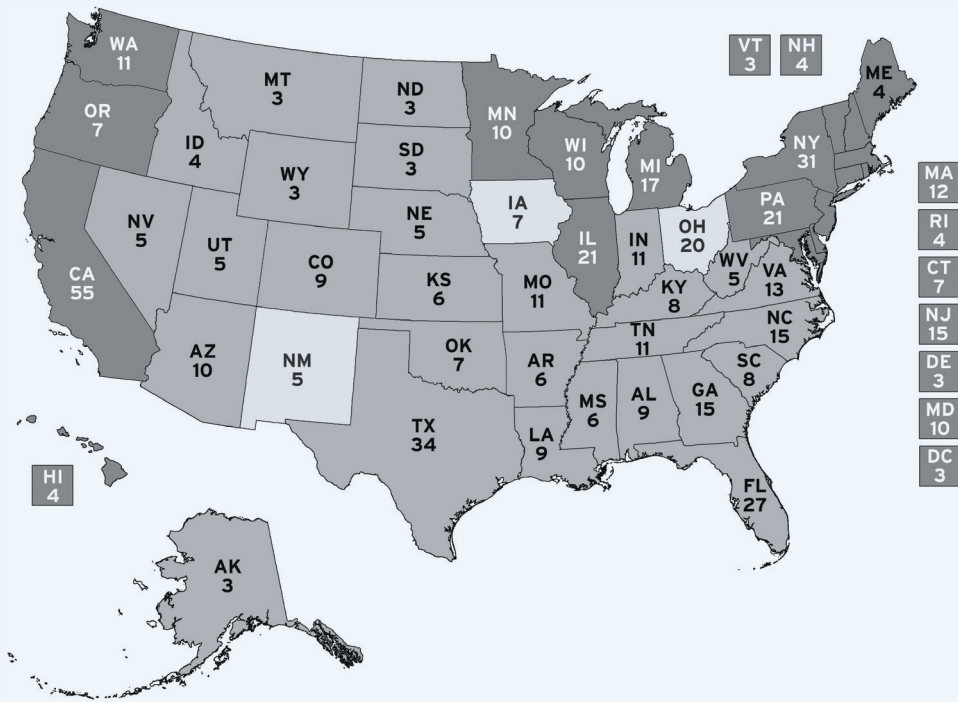 WA
11
OR
7
CA
55
ID
4
NV
5
MT
3
WY
3
UT
5
AZ
10
CO
9
NM
5
ND
3
SD
3
NE
5
KS
6
OK
7
TX
34
MN
10
IA
7
MO
11
AR
6
LA
9
WI
10
IL
21
MI
17
IN
11
OH
20
KY
8
TN
11
MS
6
AL
9
GA
15
FL
27
SC
8
NC
15
VA
13
WV
5
PA
21
NY
31
ME
4
VT
3
NH
4
MA
12
RI
4
CT
7
NJ
15
DE
3
MD
10
DC
3
HI
4
AK
3